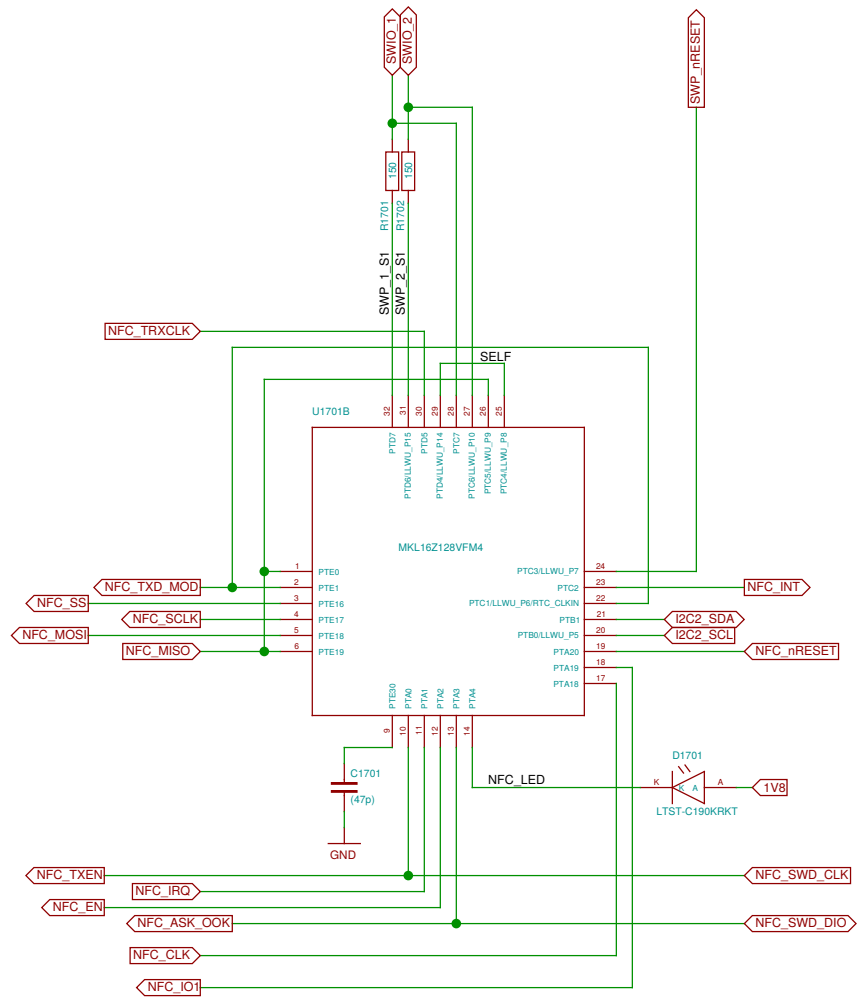 SWIO_1
SWIO_2
SWP_nRESET
150
150
R1701
R1702
SWP_1_S1
SWP_2_S1
NFC_TRXCLK
SELF
U1701B
32
31
30
29
28
27
26
25
PTD7
PTD6/LLWU_P15
PTD5
PTD4/LLWU_P14
PTC7
PTC6/LLWU_P10
PTC5/LLWU_P9
PTC4/LLWU_P8
MKL16Z128VFM4
1 PTE0
NFC_TXD_MOD 2 PTE1
NFC_SS 3 PTE16
NFC_SCLK 4 PTE17
NFC_MOSI 5 PTE18
NFC_MISO 6 PTE19
PTC3/LLWU_P7 24
PTC2 23 NFC_INT
PTC1/LLWU_P6/RTC_CLKIN 22
PTB1 21 I2C2_SDA
PTB0/LLWU_P5 20 I2C2_SCL
PTA20 19 NFC_nRESET
PTA19 18
PTA18 17
PTE30
PTA0
PTA1
PTA2
PTA3
PTA4
9
10
11
12
13
14
C1701
(47p)
GND
NFC_LED
D1701
K
K A
A
1V8
LTST-C190KRKT
NFC_TXEN
NFC_SWD_CLK
NFC_IRQ
NFC_EN
NFC_ASK_OOK
NFC_SWD_DIO
NFC_CLK
NFC_IO1